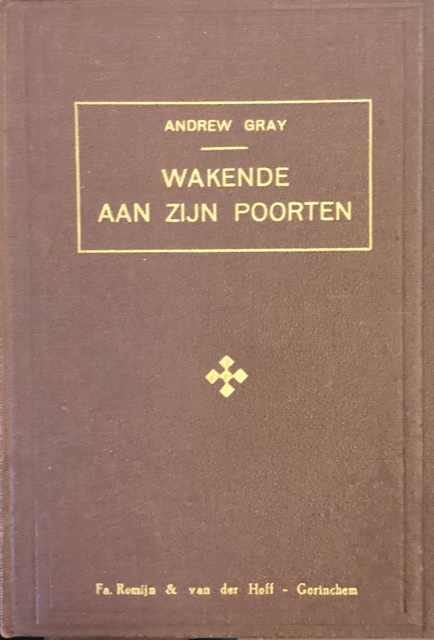 ANDREW GRAY
WAKENDE
AAN ZIJN POORTEN
Fa. Romijn & van der Hoff - Gorinchem